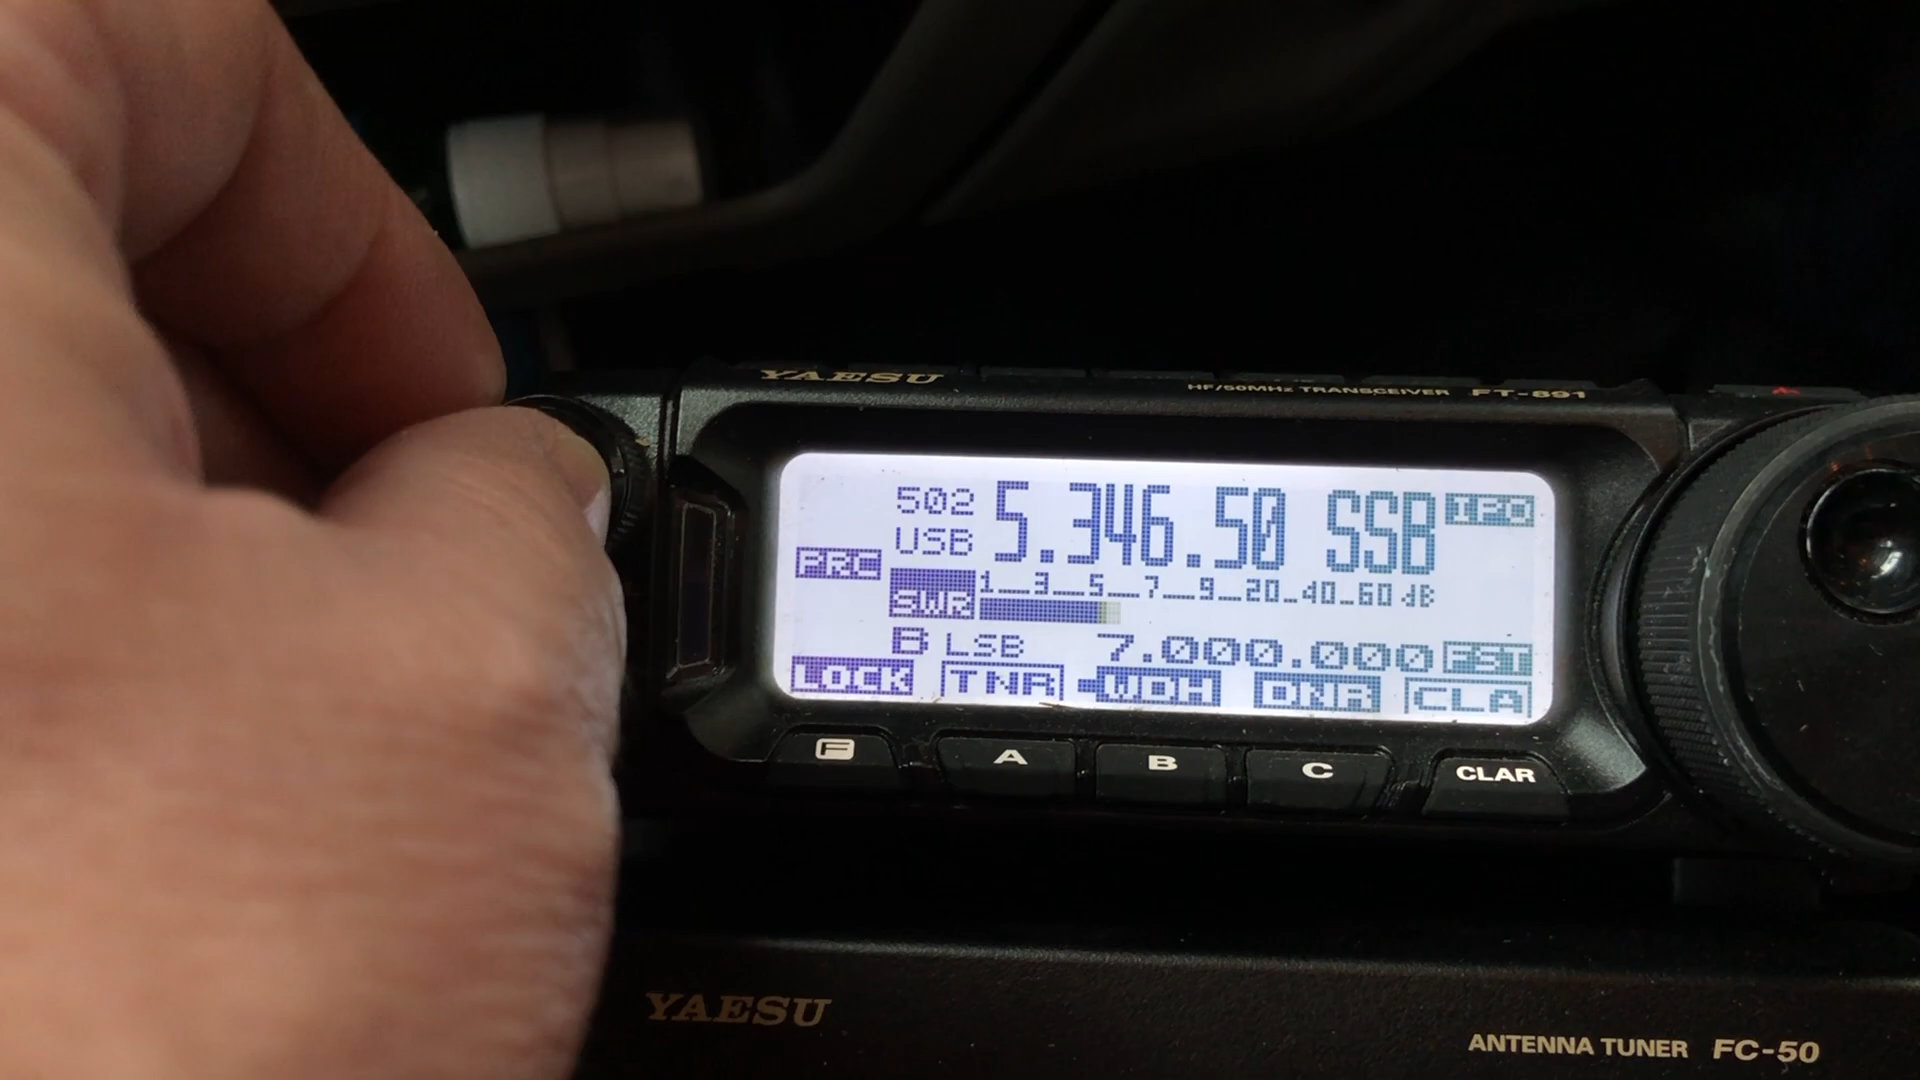 YAESU
HF/50MHz TRANSCEIVER FT-891
502 5.346.50 SSB IPO
USB
PRC
1 3 5 7 9 20 40 60 dB
SWR
B LSB 7.000.000 FST
LOCK TNR WDH DNR CLA
F A B C CLAR
YAESU
ANTENNA TUNER FC-50